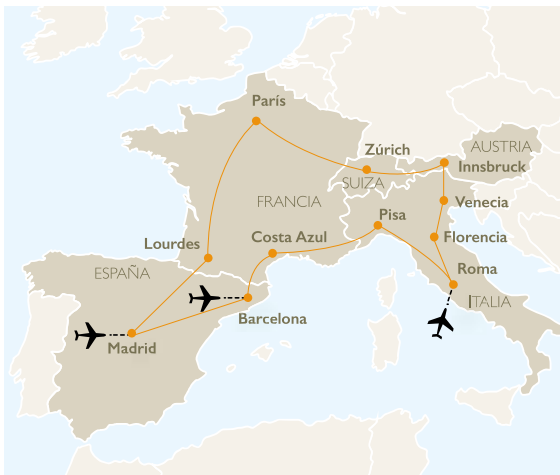 París
Zúrich
AUSTRIA
Innsbruck
SUIZA
FRANCIA
Venecia
Pisa
Lourdes
Costa Azul
Florencia
ESPAÑA
Roma
ITALIA
Barcelona
Madrid